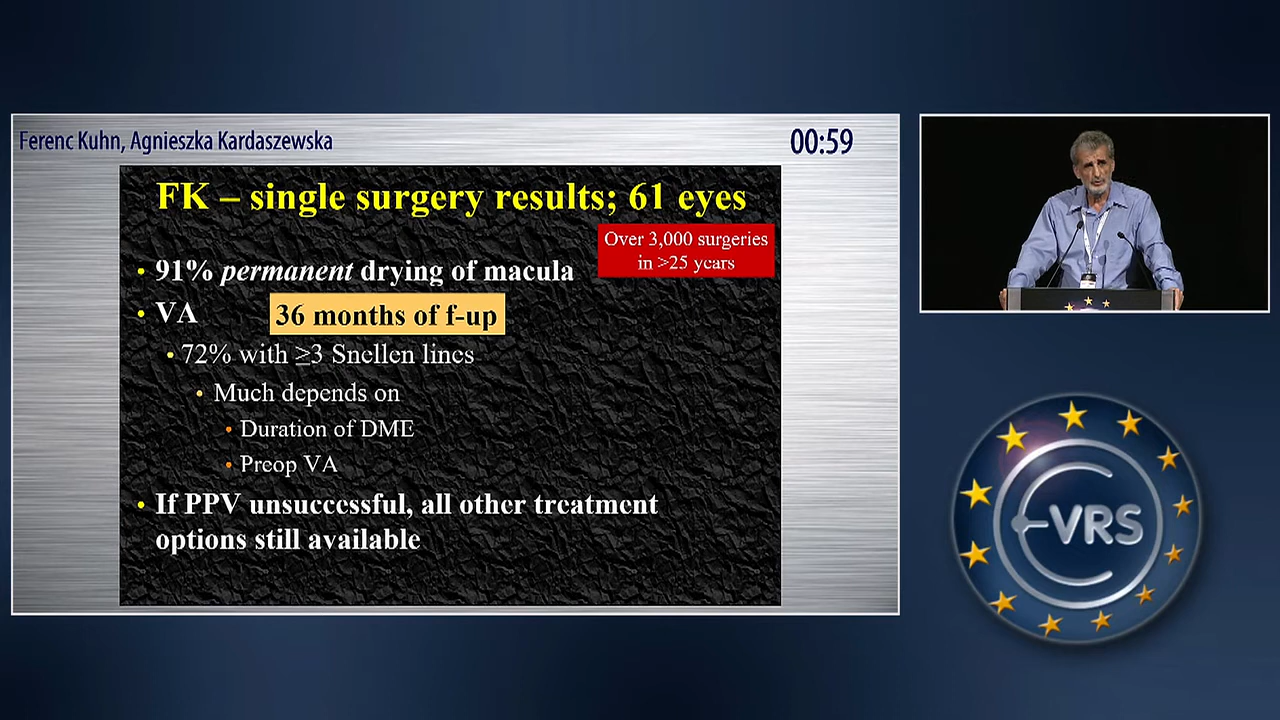 Ferenc Kuhn, Agnieszka Kardaszewska
00:59
FK – single surgery results; 61 eyes
Over 3,000 surgeries
in >25 years
• 91% permanent drying of macula
• VA
36 months of f-up
• 72% with ≥3 Snellen lines
• Much depends on
• Duration of DME
• Preop VA
• If PPV unsuccessful, all other treatment
options still available
EVRS